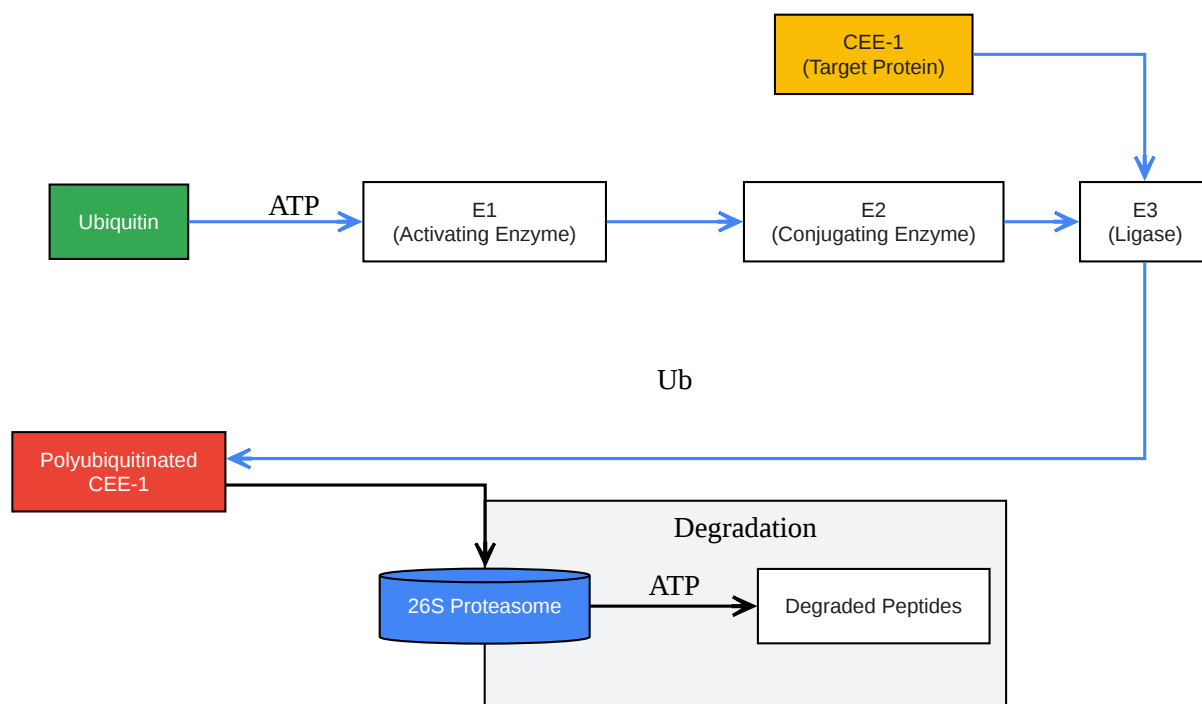 CEE-1
(Target Protein)
Ubiquitin
ATP
E1
(Activating Enzyme)
E2
(Conjugating Enzyme)
E3
(Ligase)
Ub
Polyubiquitinated
CEE-1
Degradation
26S Proteasome
ATP
Degraded Peptides